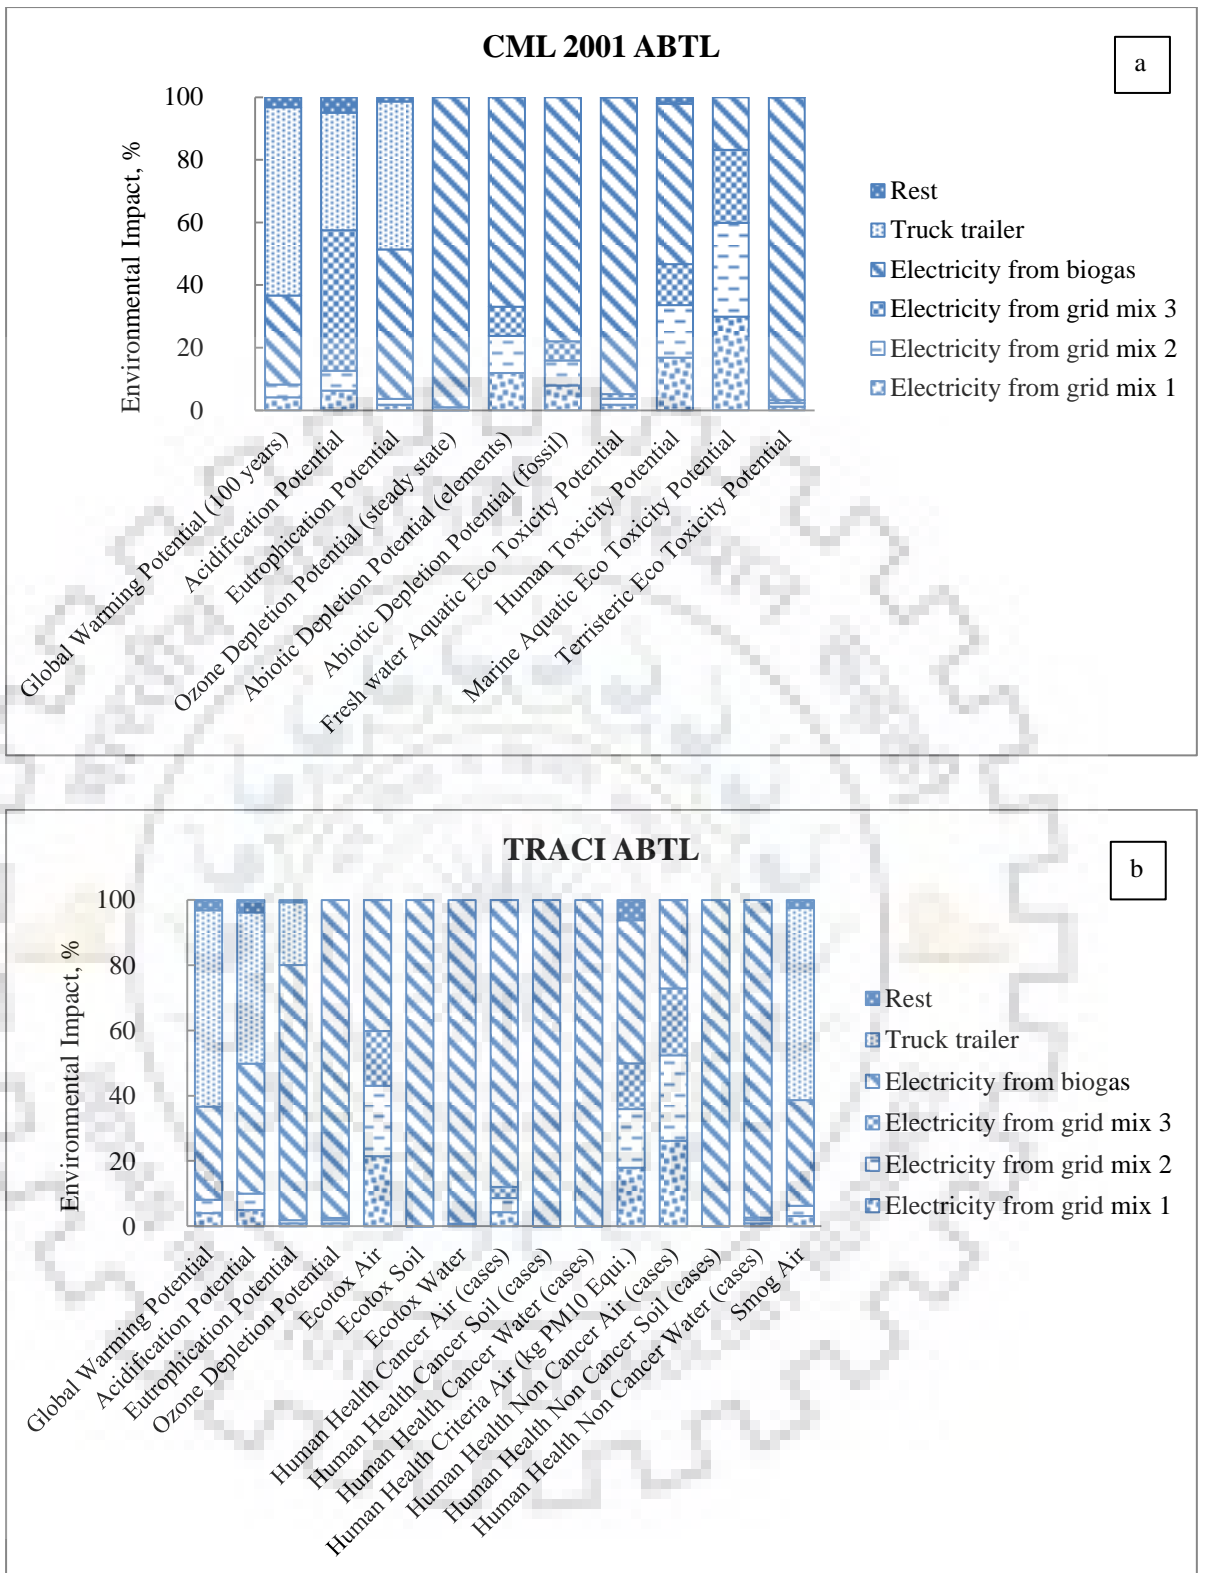 CML 2001 ABTL
a
Environmental Impact, %
100
80
60
40
20
0
Global Warming Potential (100 years)
Acidification Potential
Eutrophication Potential
Ozone Depletion Potential (steady state)
Abiotic Depletion Potential (elements)
Abiotic Depletion Potential (fossil)
Fresh water Aquatic Eco Toxicity Potential
Human Toxicity Potential
Marine Aquatic Eco Toxicity Potential
Terristeric Eco Toxicity Potential
Rest
Truck trailer
Electricity from biogas
Electricity from grid mix 3
Electricity from grid mix 2
Electricity from grid mix 1
TRACI ABTL
b
Environmental Impact, %
100
80
60
40
20
0
Global Warming Potential
Acidification Potential
Eutrophication Potential
Ozone Depletion Potential
Ecotox Air
Ecotox Soil
Ecotox Water
Human Health Cancer Air (cases)
Human Health Cancer Soil (cases)
Human Health Cancer Water (cases)
Human Health Criteria Air (kg PM10 Equi.)
Human Health Non Cancer Air (cases)
Human Health Non Cancer Soil (cases)
Human Health Non Cancer Water (cases)
Smog Air
Rest
Truck trailer
Electricity from biogas
Electricity from grid mix 3
Electricity from grid mix 2
Electricity from grid mix 1